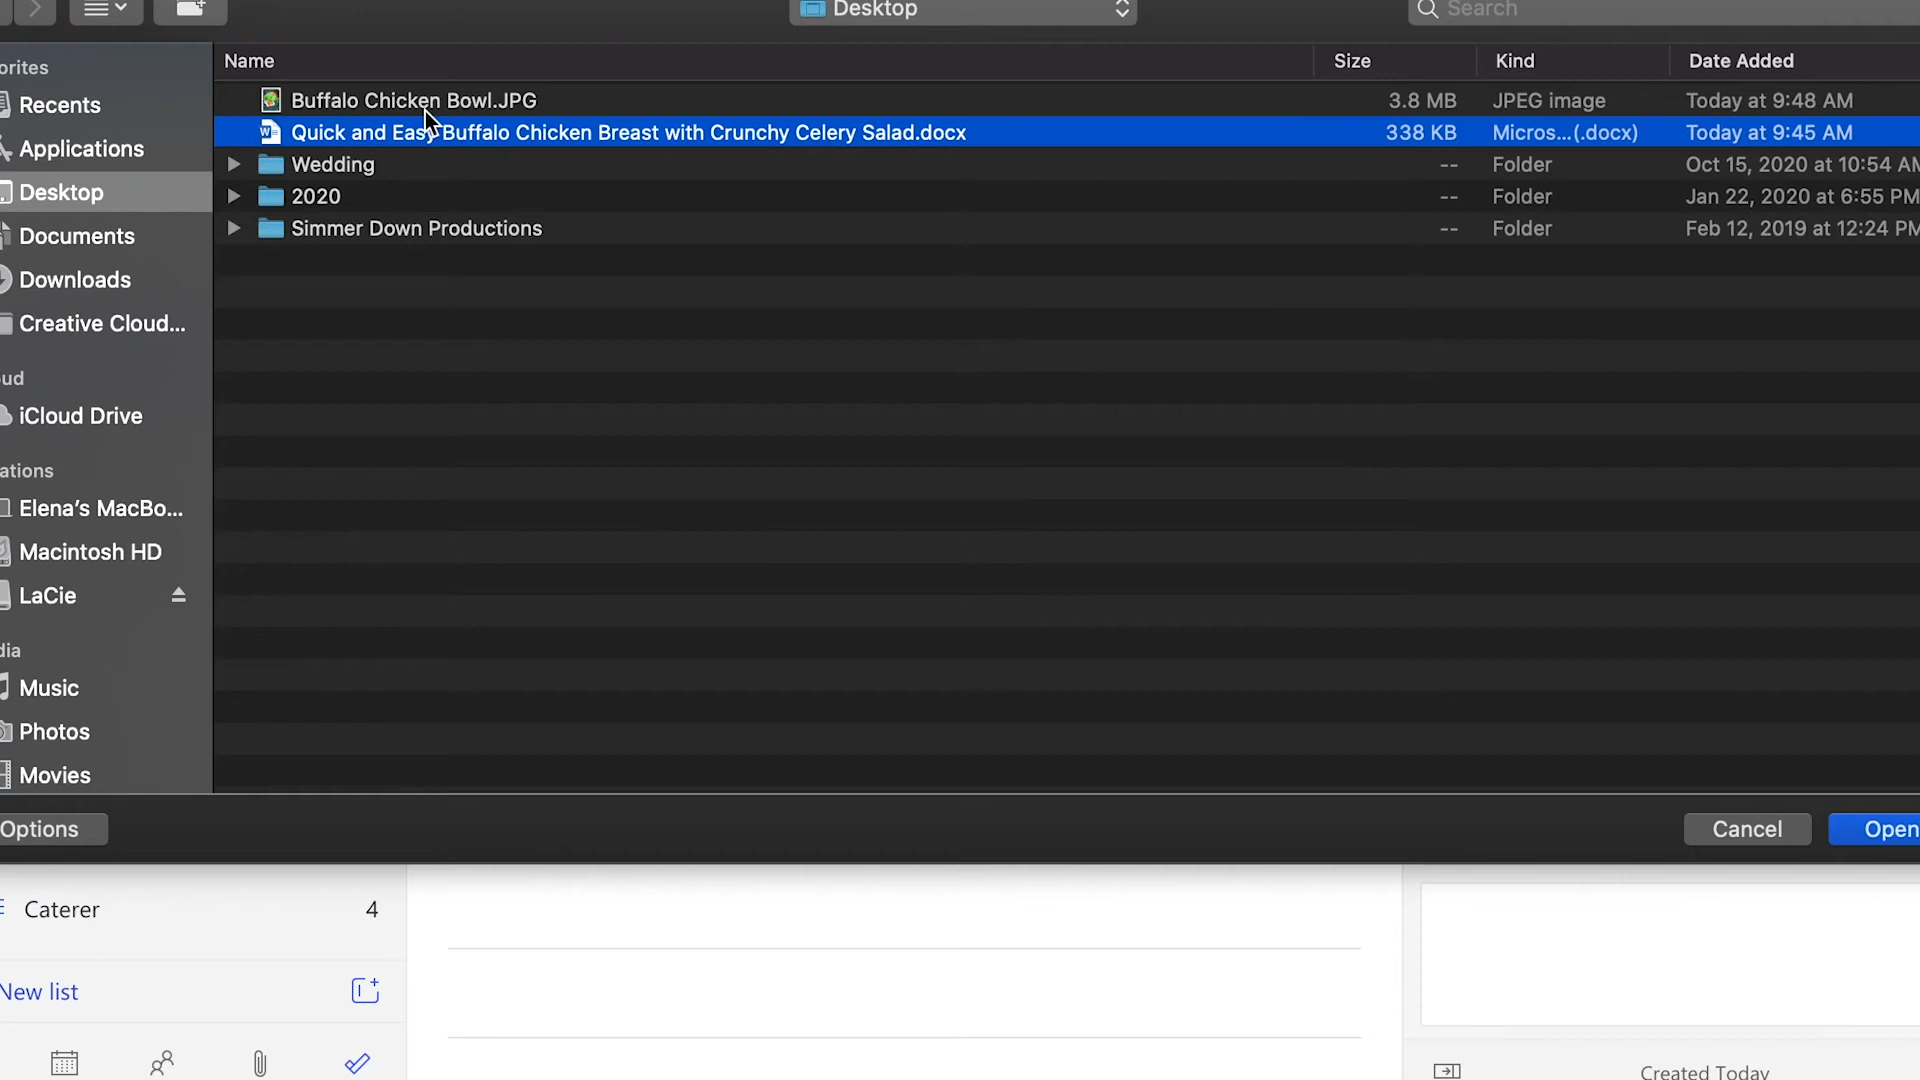 Desktop
Search
Name Size Kind Date Added
orites
Recents
Applications
Desktop
Documents
Downloads
Creative Cloud...
oud
iCloud Drive
ations
Elena's MacBo...
Macintosh HD
LaCie
dia
Music
Photos
Movies
Buffalo Chicken Bowl.JPG 3.8 MB JPEG image Today at 9:48 AM
Quick and Easy Buffalo Chicken Breast with Crunchy Celery Salad.docx 338 KB Micros...(.docx) Today at 9:45 AM
Wedding -- Folder Oct 15, 2020 at 10:54 AM
2020 -- Folder Jan 22, 2020 at 6:55 PM
Simmer Down Productions -- Folder Feb 12, 2019 at 12:24 PM
Options
Cancel
Open
Caterer 4
New list
Created Today